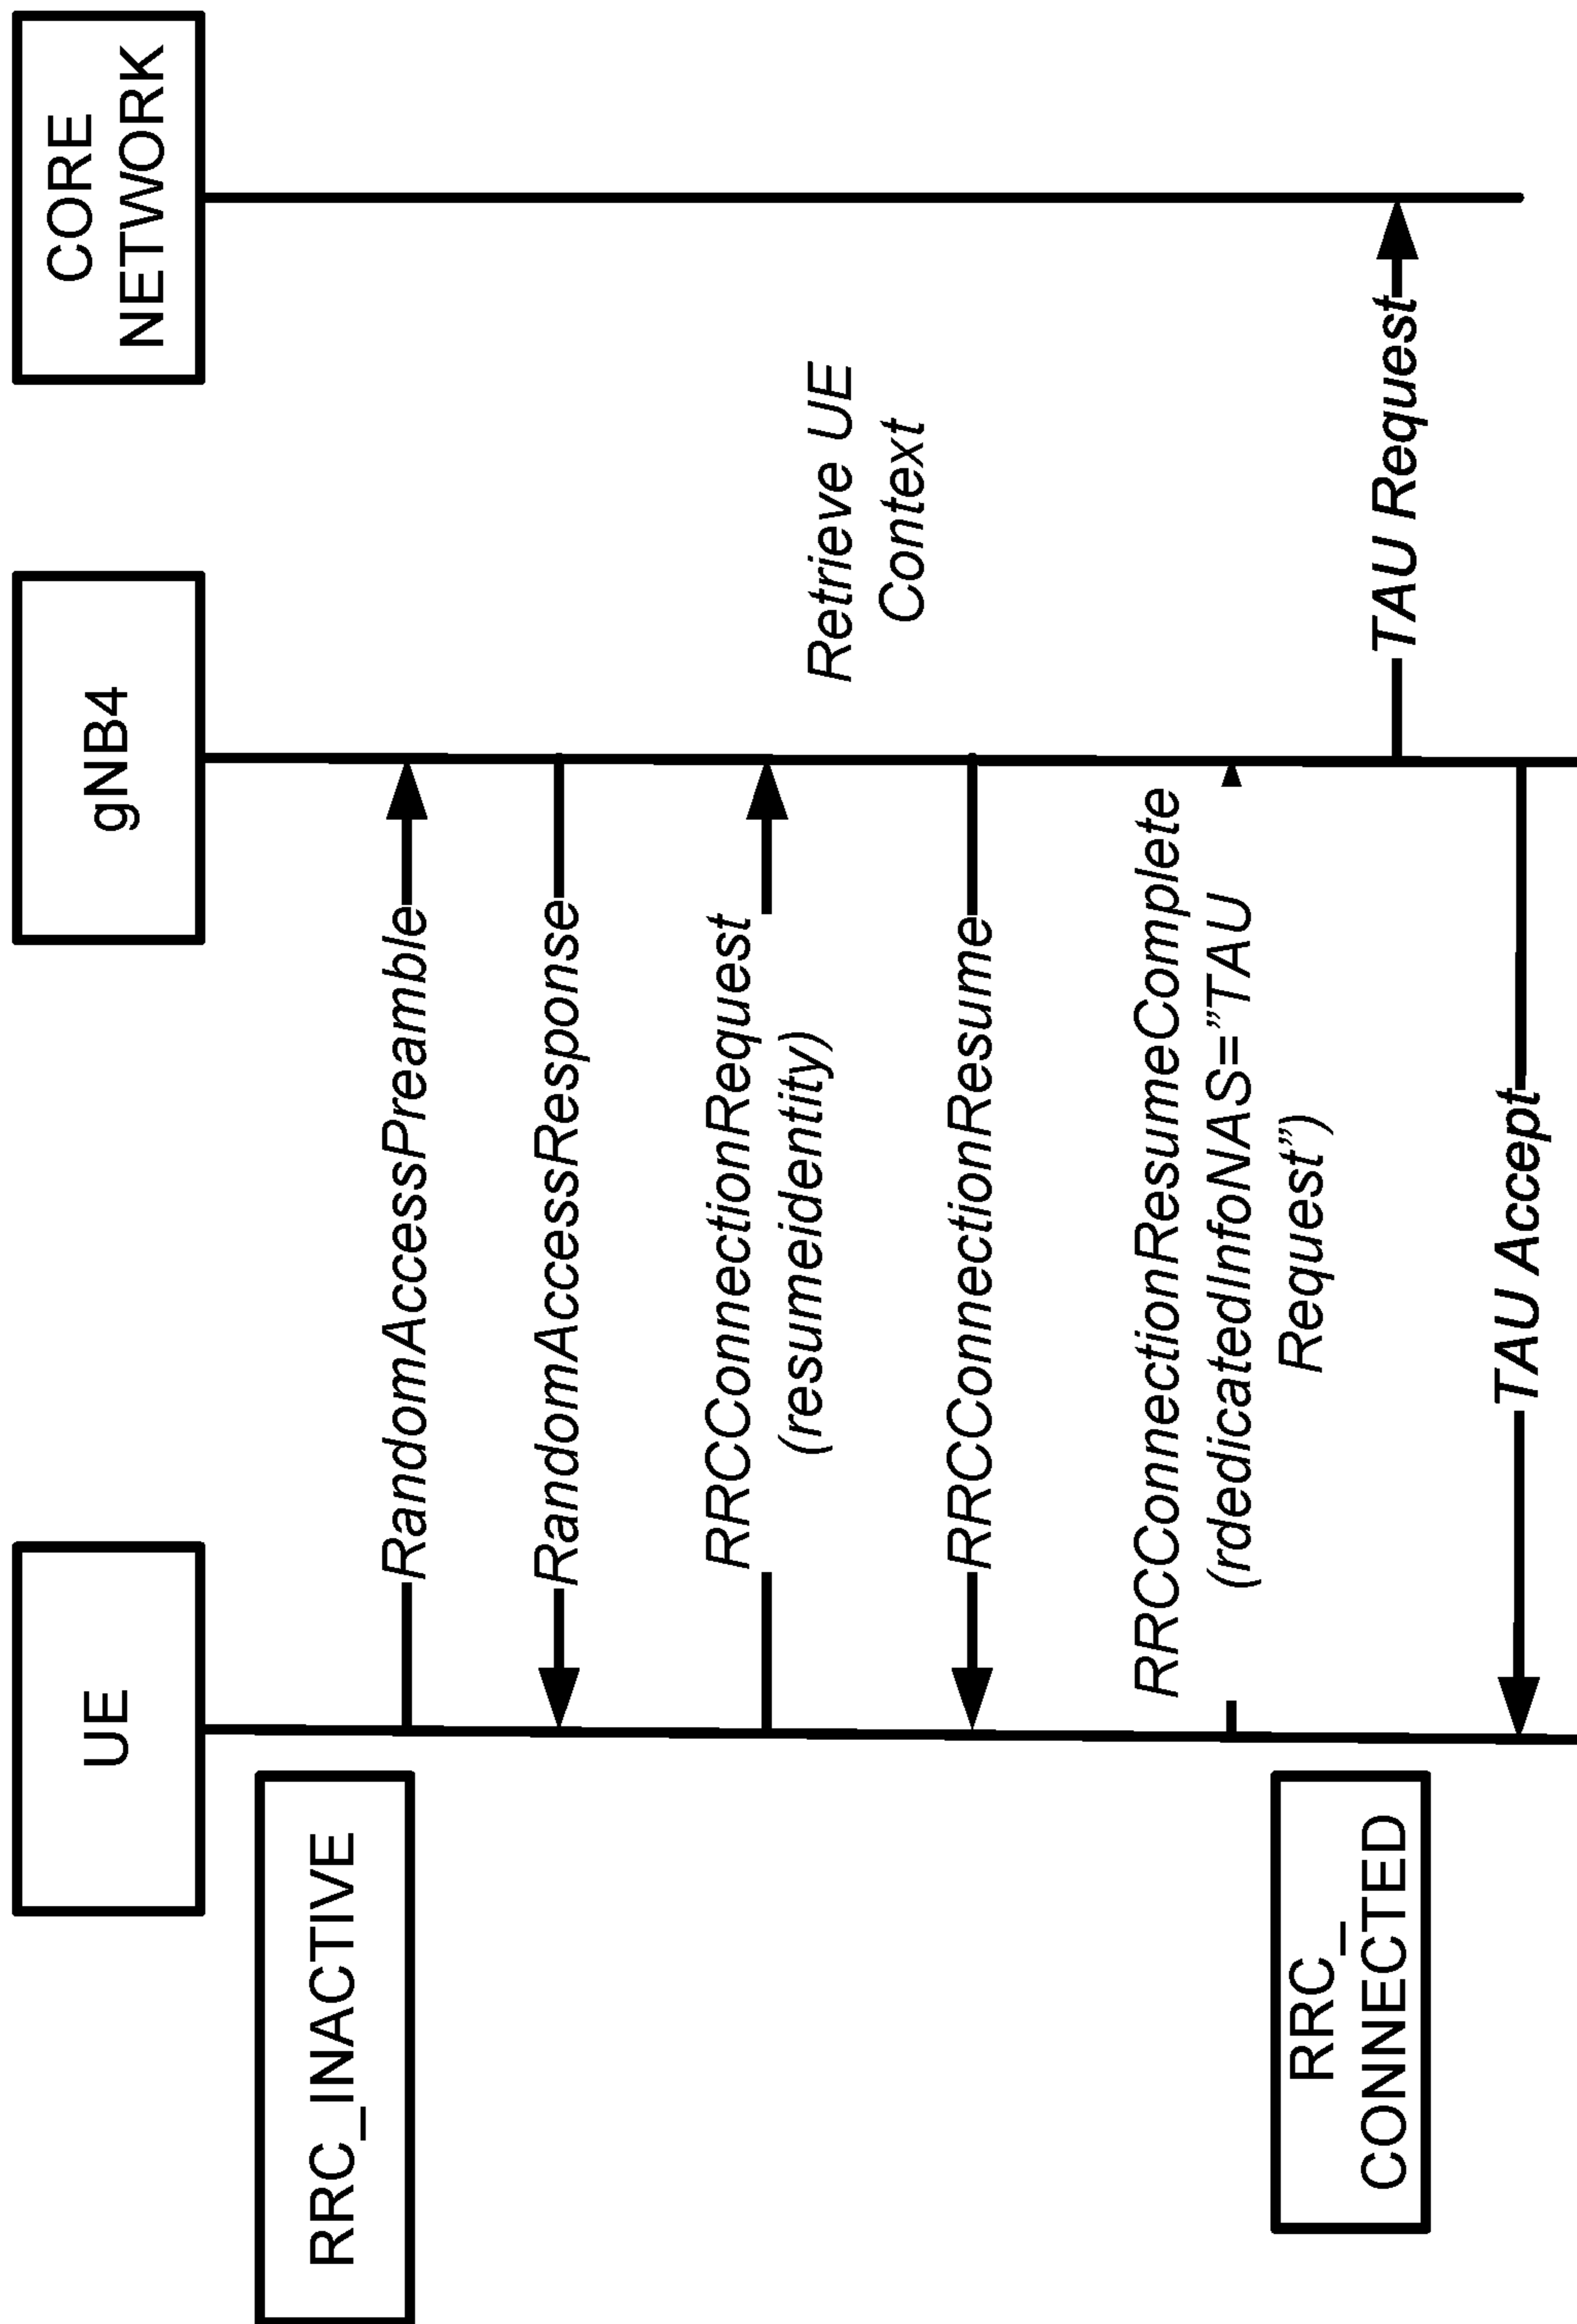 UE
gNB4
CORE
NETWORK
RRC_INACTIVE
RandomAccessPreamble
RandomAccessResponse
RRCConnectionRequest
(resumeidentity)
Retrieve UE
Context
RRCConnectionResume
RRCConnectionResumeComplete
(rdedicatedInfoNAS=”TAU
Request”)
RRC_
CONNECTED
TAU Request
TAU Accept